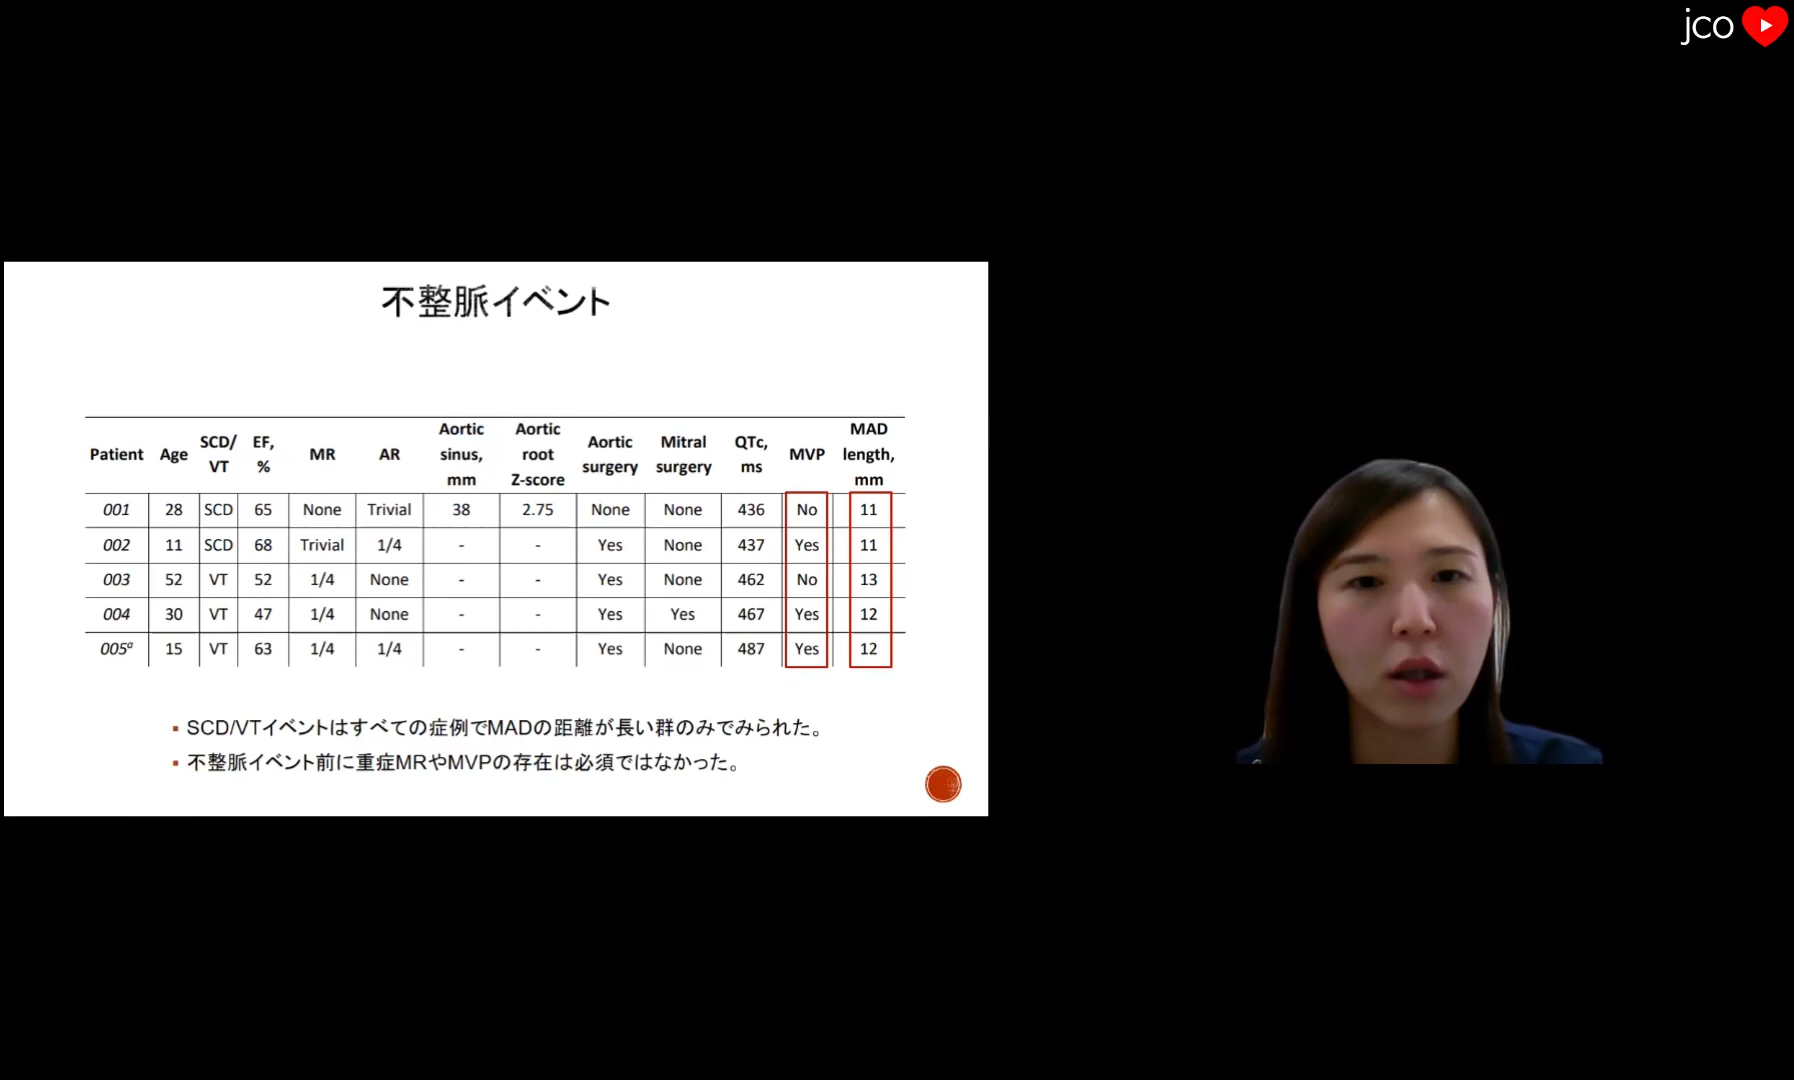 jco
不整脈イベント
Patient Age SCD/VT EF, % MR AR Aortic sinus, mm Aortic root Z-score Aortic surgery Mitral surgery QTc, ms MVP MAD length, mm
001 28 SCD 65 None Trivial 38 2.75 None None 436 No 11
002 11 SCD 68 Trivial 1/4 - - Yes None 437 Yes 11
003 52 VT 52 1/4 None - - Yes None 462 No 13
004 30 VT 47 1/4 None - - Yes Yes 467 Yes 12
005a 15 VT 63 1/4 1/4 - - Yes None 487 Yes 12
▪ SCD/VTイベントはすべての症例でMADの距離が長い群のみでみられた。
▪ 不整脈イベント前に重症MRやMVPの存在は必須ではなかった。